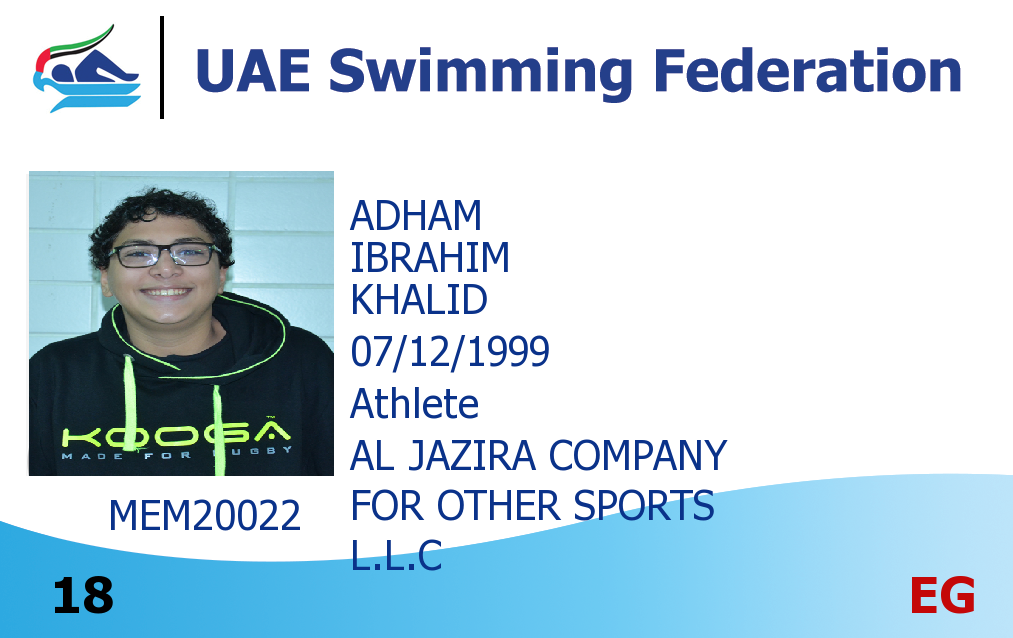 UAE Swimming Federation
ADHAM
IBRAHIM
KHALID
07/12/1999
Athlete
AL JAZIRA COMPANY
FOR OTHER SPORTS
L.L.C
KOOGA
™
MADE FOR RUGBY
MEM20022
18
EG